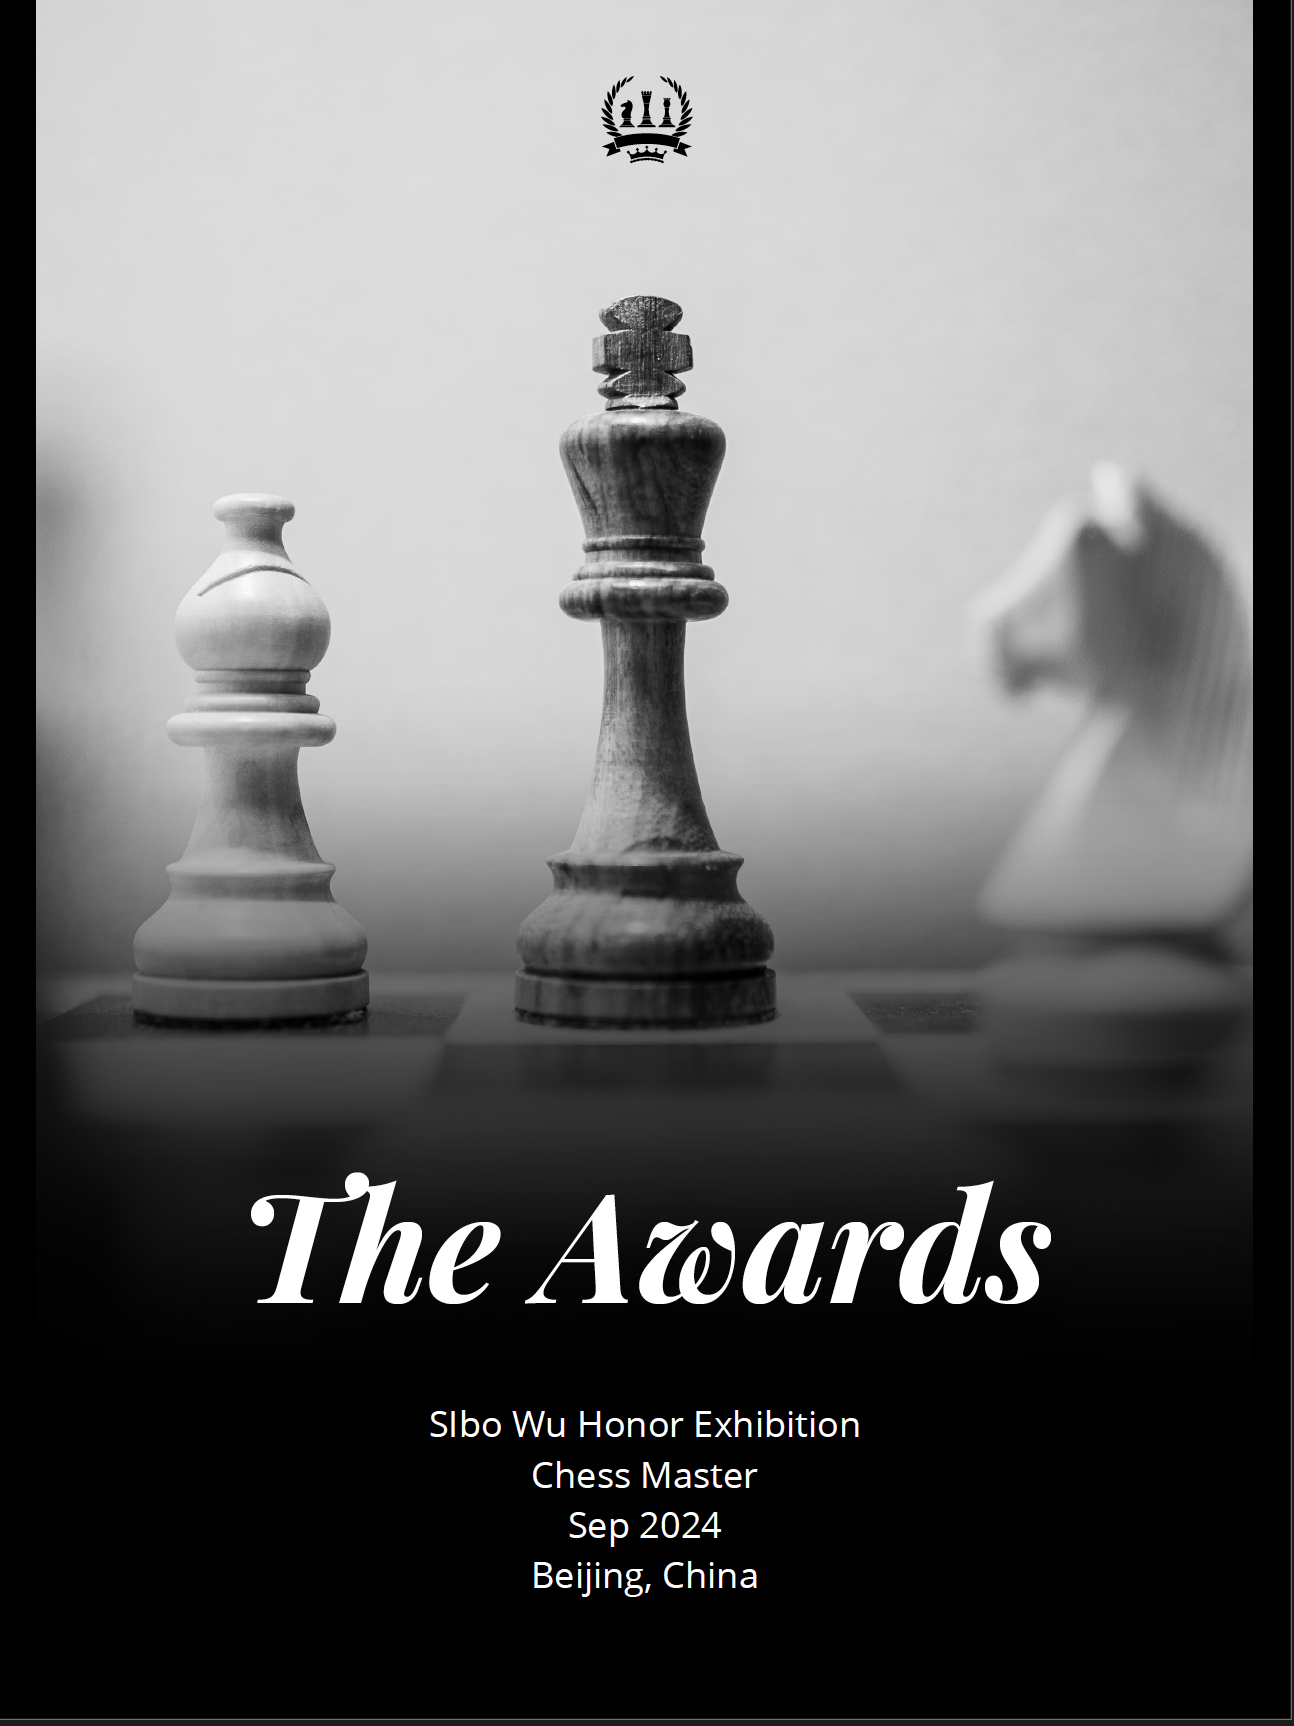 The Awards
SIbo Wu Honor Exhibition
Chess Master
Sep 2024
Beijing, China